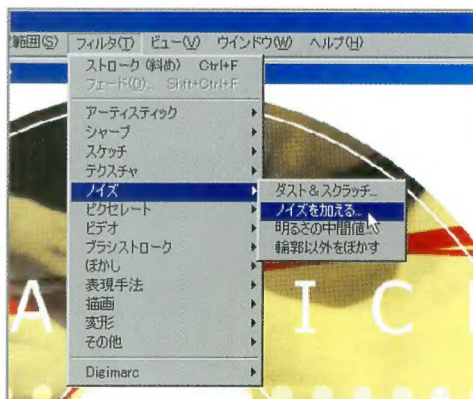 範囲(S) フィルタ(T) ビュー(V) ウインドウ(W) ヘルプ(H)
ストローク (斜め) Ctrl+F
フェード(D)... Shift+Ctrl+F
アーティスティック
シャープ
スケッチ
テクスチャ
ノイズ
ピクセレート
ビデオ
ブラシストローク
ぼかし
表現手法
描画
変形
その他
Digimarc
ダスト＆スクラッチ...
ノイズを加える...
明るさの中間値...
輪郭以外をぼかす
A I C